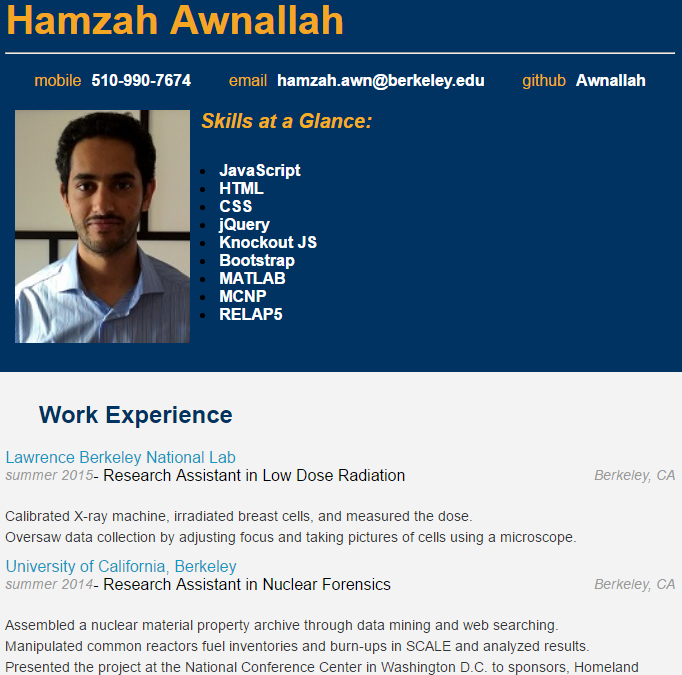 Hamzah Awnallah
mobile 510-990-7674 email hamzah.awn@berkeley.edu github Awnallah
Skills at a Glance:
JavaScript
HTML
CSS
jQuery
Knockout JS
Bootstrap
MATLAB
MCNP
RELAP5
Work Experience
Lawrence Berkeley National Lab
summer 2015- Research Assistant in Low Dose Radiation Berkeley, CA
Calibrated X-ray machine, irradiated breast cells, and measured the dose.
Oversaw data collection by adjusting focus and taking pictures of cells using a microscope.
University of California, Berkeley
summer 2014- Research Assistant in Nuclear Forensics Berkeley, CA
Assembled a nuclear material property archive through data mining and web searching.
Manipulated common reactors fuel inventories and burn-ups in SCALE and analyzed results.
Presented the project at the National Conference Center in Washington D.C. to sponsors, Homeland